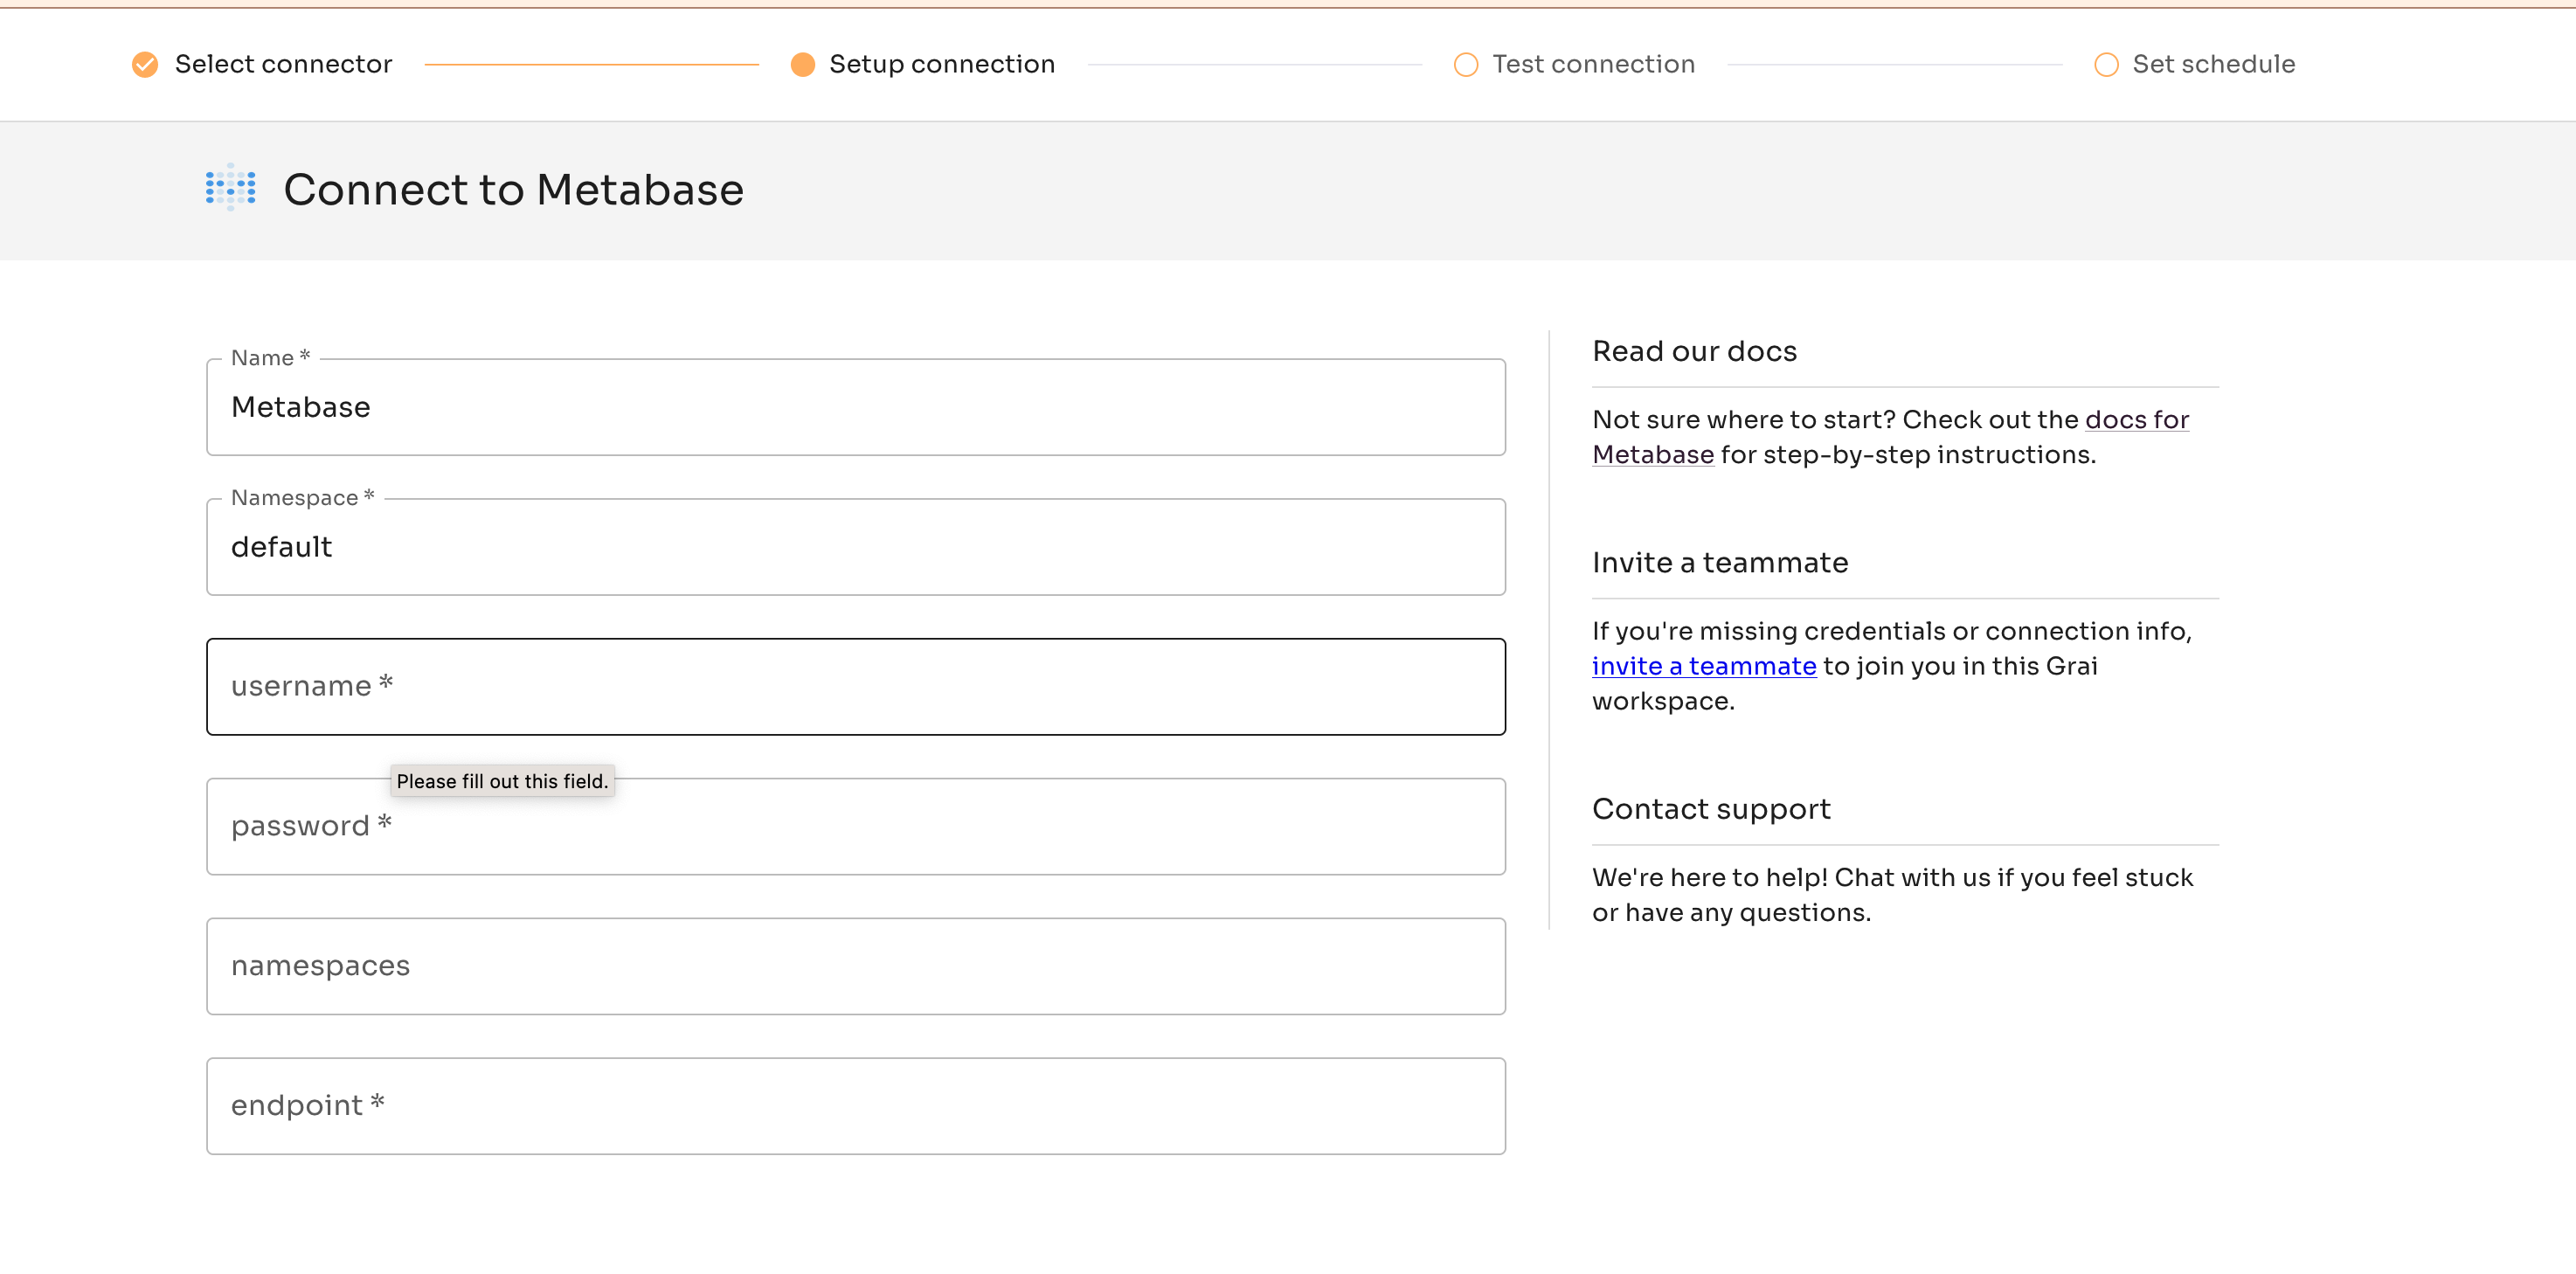 Select connector
Setup connection
Test connection
Set schedule
Connect to Metabase
Name *
Metabase
Namespace *
default
username *
Please fill out this field.
password *
namespaces
endpoint *
Read our docs
Not sure where to start? Check out the docs for
Metabase for step-by-step instructions.
Invite a teammate
If you're missing credentials or connection info,
invite a teammate to join you in this Grai
workspace.
Contact support
We're here to help! Chat with us if you feel stuck
or have any questions.